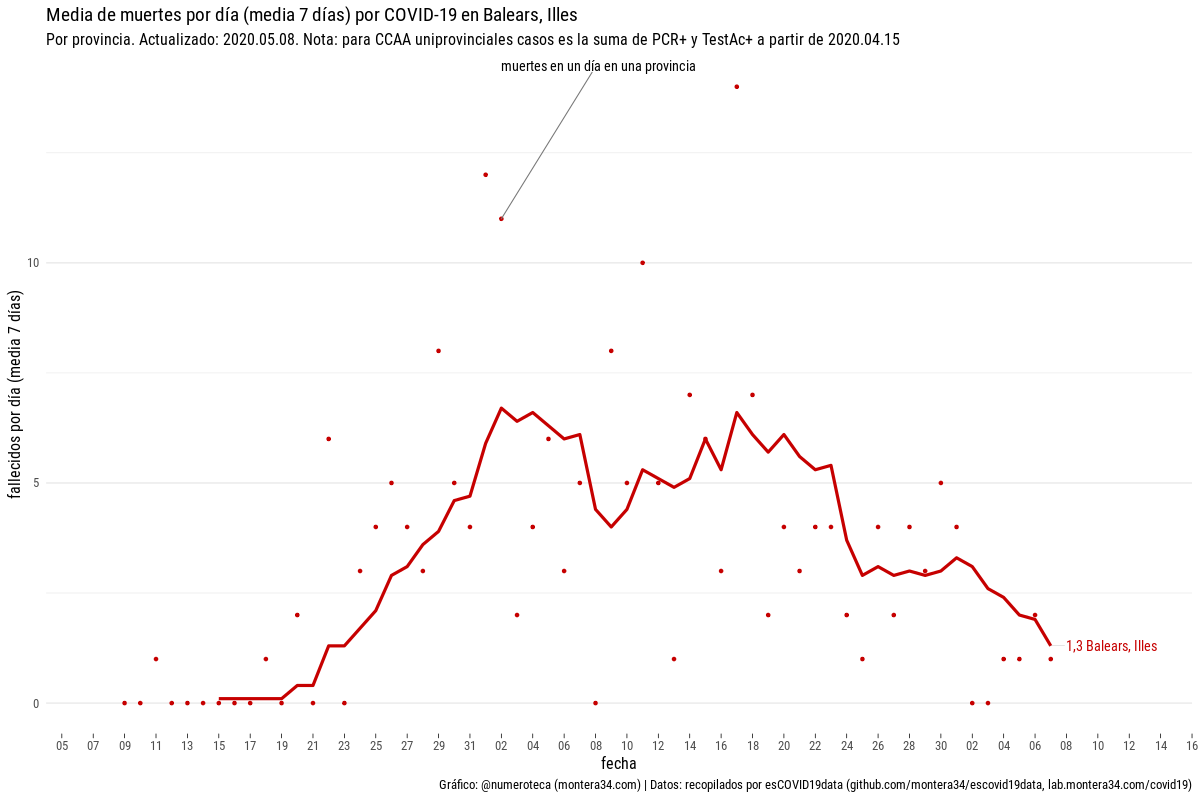 Media de muertes por día (media 7 días) por COVID-19 en Balears, Illes
Por provincia. Actualizado: 2020.05.08. Nota: para CCAA uniprovinciales casos es la suma de PCR+ y TestAc+ a partir de 2020.04.15
muertes en un día en una provincia
fallecidos por día (media 7 días)
10
5
0
1,3 Balears, Illes
05 07 09 11 13 15 17 19 21 23 25 27 29 31 02 04 06 08 10 12 14 16 18 20 22 24 26 28 30 02 04 06 08 10 12 14 16
fecha
Gráfico: @numeroteca (montera34.com) | Datos: recopilados por esCOVID19data (github.com/montera34/escovid19data, lab.montera34.com/covid19)